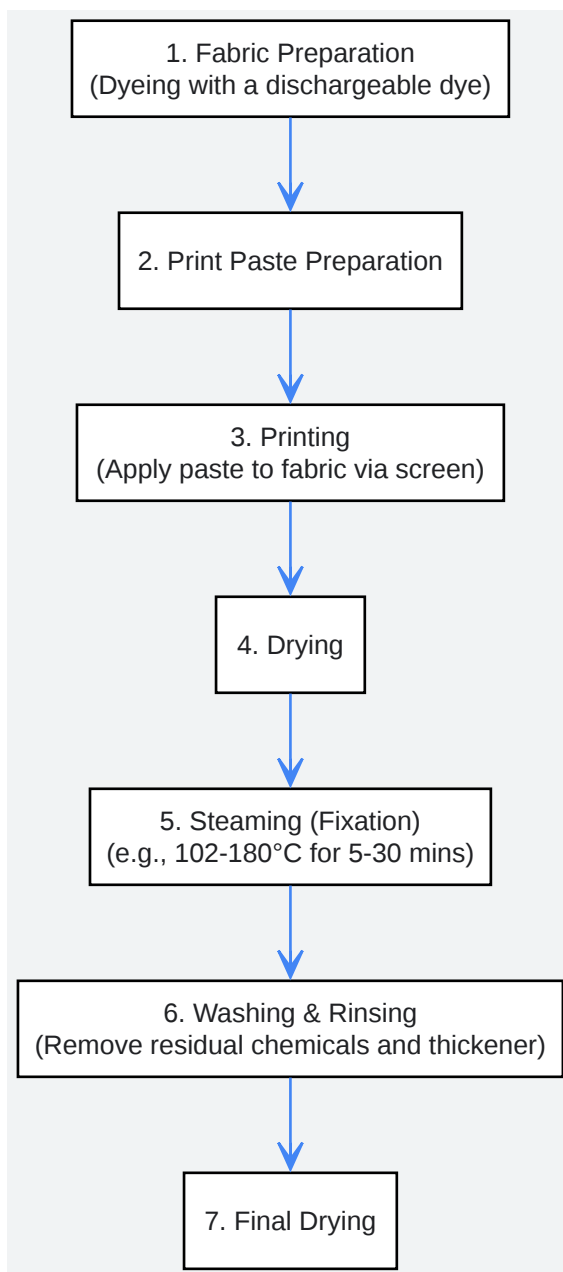 1. Fabric Preparation
(Dyeing with a dischargeable dye)
2. Print Paste Preparation
3. Printing
(Apply paste to fabric via screen)
4. Drying
5. Steaming (Fixation)
(e.g., 102-180°C for 5-30 mins)
6. Washing & Rinsing
(Remove residual chemicals and thickener)
7. Final Drying